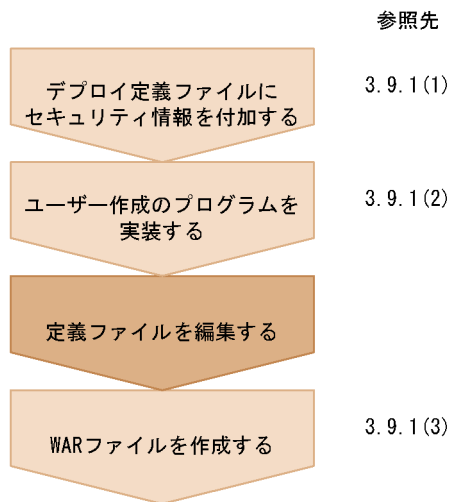 参照先
デプロイ定義ファイルに
セキュリティ情報を付加する
3.9.1(1)
ユーザー作成のプログラムを
実装する
3.9.1(2)
定義ファイルを編集する
WARファイルを作成する
3.9.1(3)